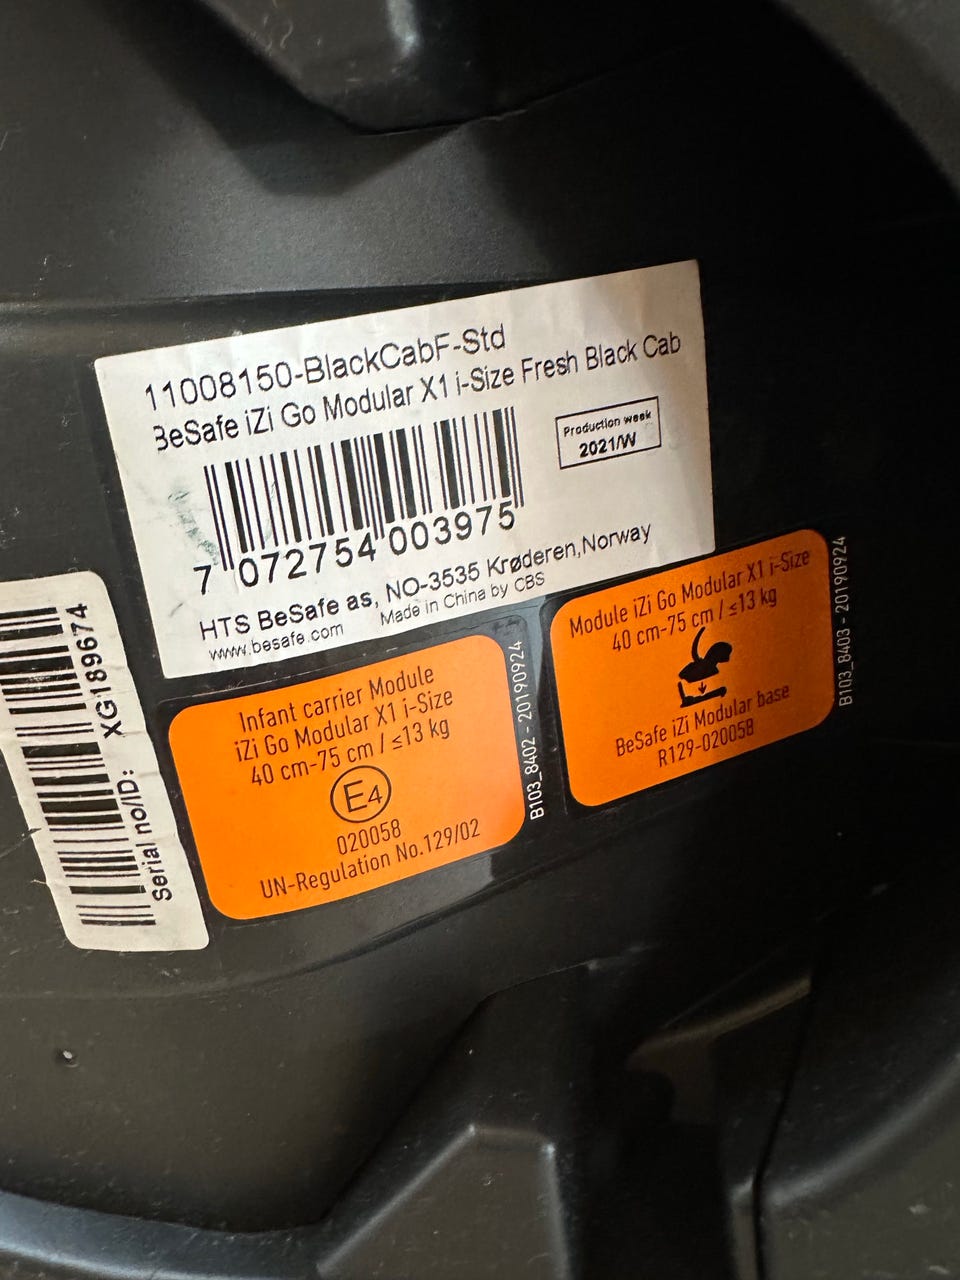 11008150-BlackCabF-Std
BeSafe iZi Go Modular X1 i-Size Fresh Black Cab
Production week
2021/W
7 072754 003975
HTS BeSafe as, NO-3535 Krøderen,Norway
www.besafe.com Made in China by CBS
Serial no/ID: XG189674
Infant carrier Module
iZi Go Modular X1 i-Size
40 cm-75 cm / ≤13 kg
E4
020058
UN-Regulation No.129/02
B103_8402 - 20190924
Module iZi Go Modular X1 i-Size
40 cm-75 cm / ≤13 kg
BeSafe iZi Modular base
R129-020058
B103_8403 - 20190924